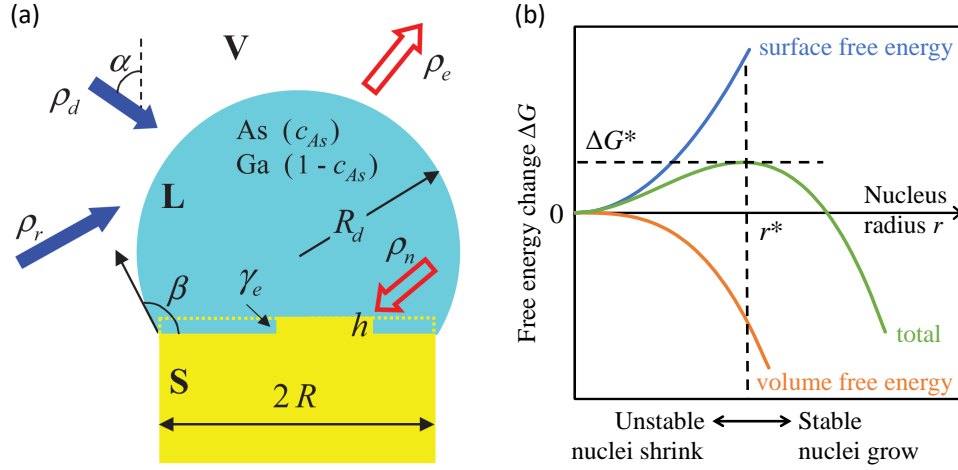 (a)
V
α
ρd
ρe
As (cAs)
Ga (1 - cAs)
L
Rd
ρr
ρn
γe
β
h
S
2 R
(b)
surface free energy
Free energy change ΔG
ΔG*
0
Nucleus
radius r
r*
total
volume free energy
Unstable
nuclei shrink
Stable
nuclei grow